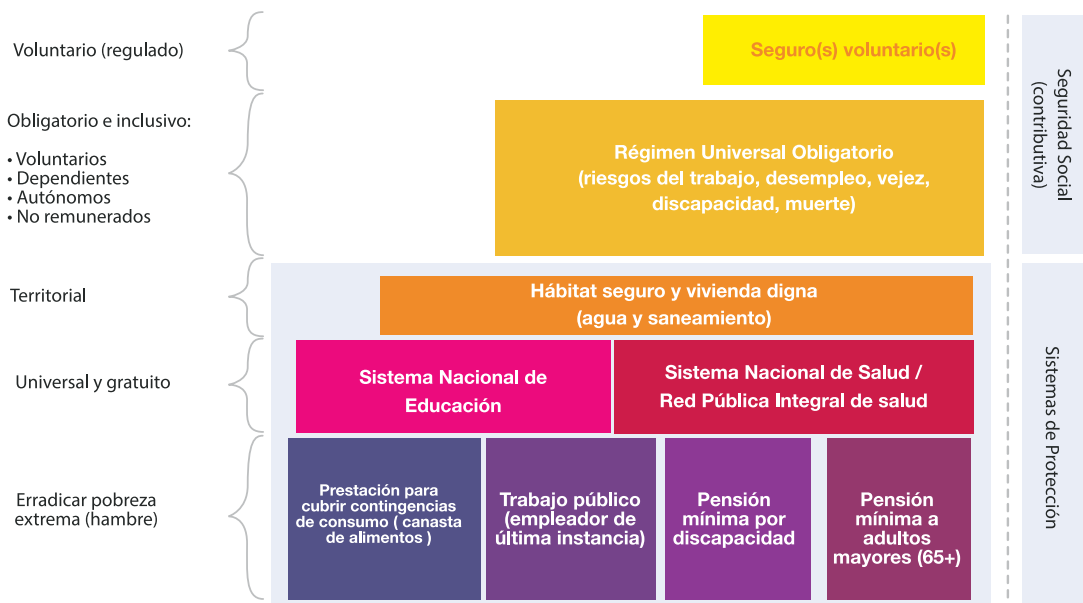 Voluntario (regulado)
Seguro(s) voluntario(s)
Obligatorio e inclusivo:
• Voluntarios
• Dependientes
• Autónomos
• No remunerados
Régimen Universal Obligatorio
(riesgos del trabajo, desempleo, vejez,
discapacidad, muerte)
Seguridad Social
(contributiva)
Territorial
Hábitat seguro y vivienda digna
(agua y saneamiento)
Universal y gratuito
Sistema Nacional de
Educación
Sistema Nacional de Salud /
Red Pública Integral de salud
Erradicar pobreza
extrema (hambre)
Prestación para
cubrir contingencias
de consumo ( canasta
de alimentos )
Trabajo público
(empleador de
última instancia)
Pensión
mínima por
discapacidad
Pensión
mínima a
adultos
mayores (65+)
Sistemas de Protección